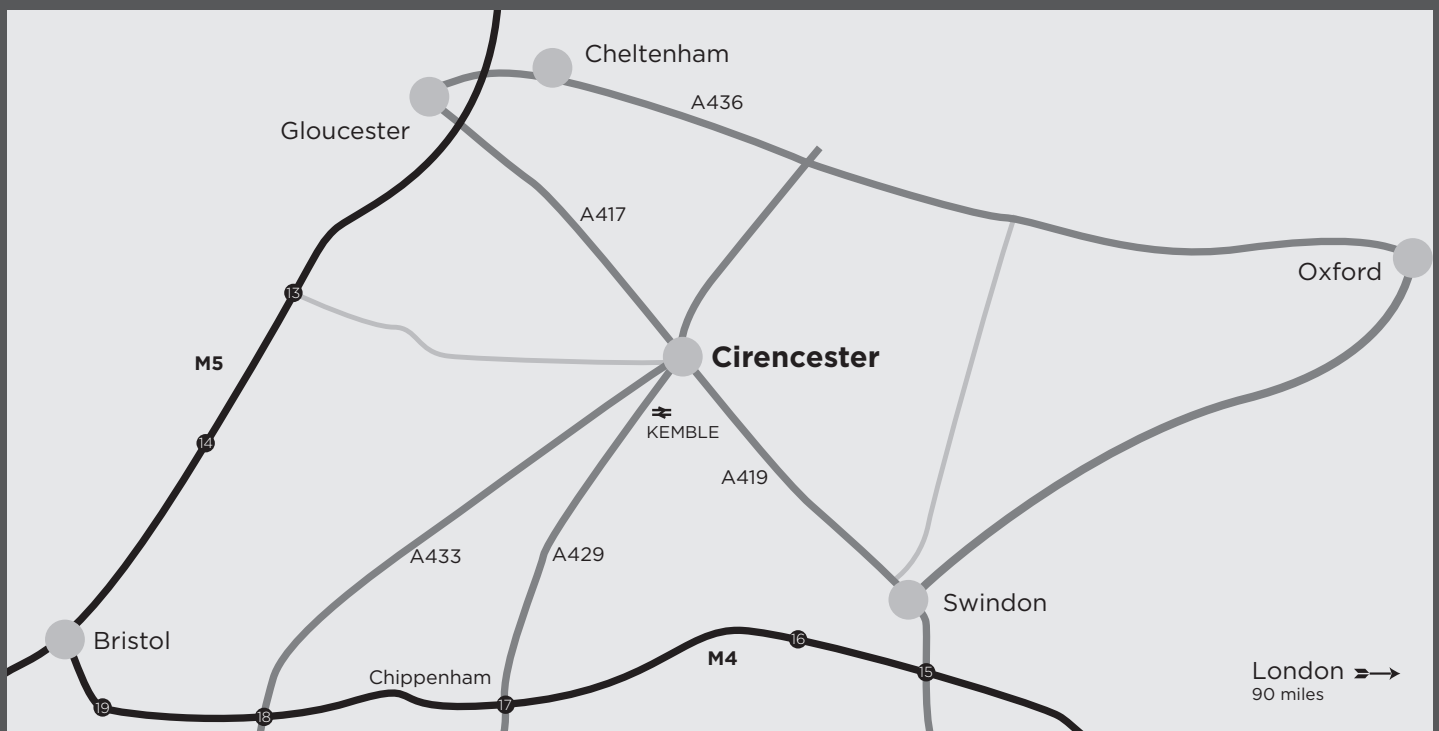 Cheltenham
A436
Gloucester
A417
Oxford
13
M5
Cirencester
KEMBLE
14
A419
A433
A429
Swindon
Bristol
16
M4
Chippenham
15
London
90 miles
19
17
18